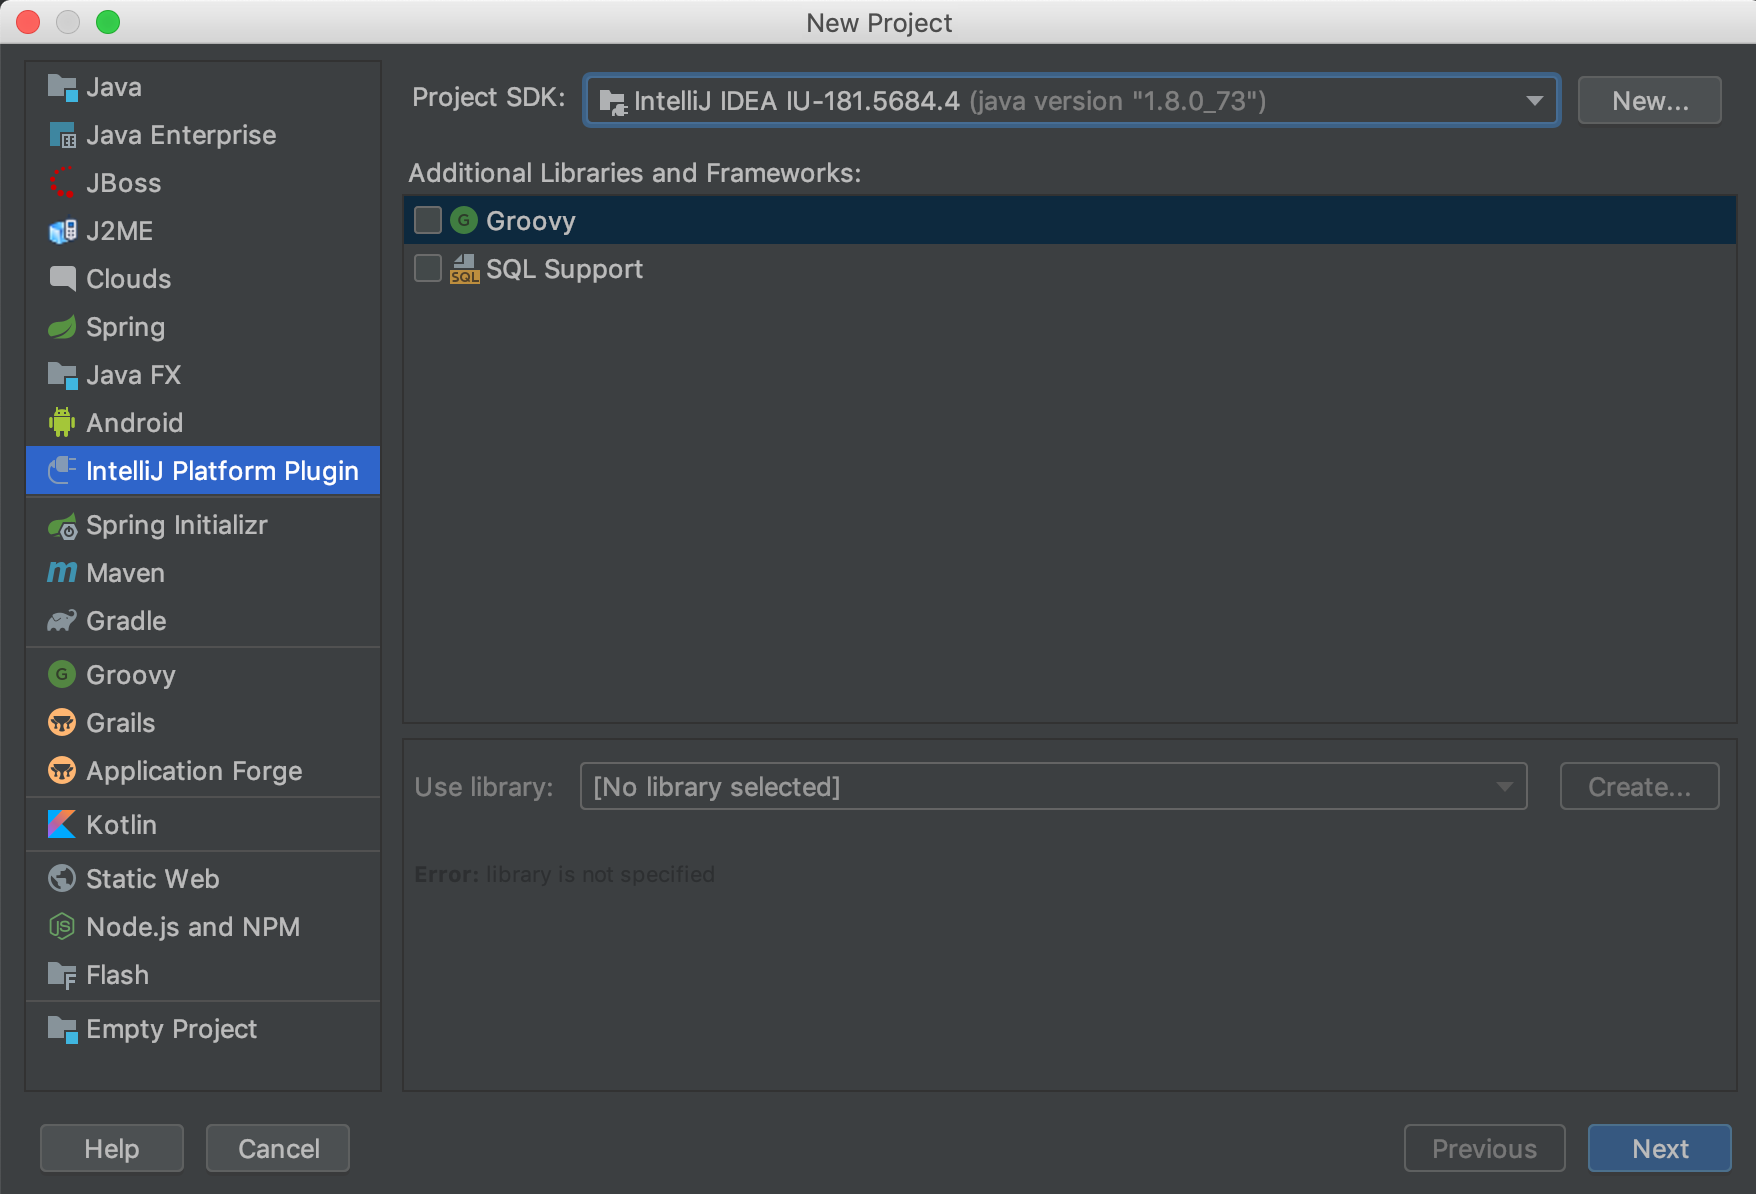 New Project
Java
Java Enterprise
JBoss
J2ME
Clouds
Spring
Java FX
Android
IntelliJ Platform Plugin
Spring Initializr
Maven
Gradle
G Groovy
Grails
Application Forge
Kotlin
Static Web
Node.js and NPM
Flash
Empty Project
Project SDK: IntelliJ IDEA IU-181.5684.4 (java version "1.8.0_73") New...
Additional Libraries and Frameworks:
G Groovy
SQL SQL Support
Use library: [No library selected] Create...
Error: library is not specified
Help Cancel Previous Next